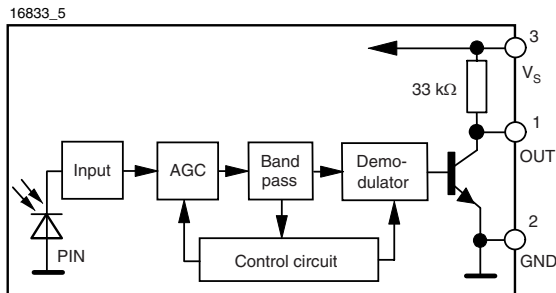 16833_5
3
V_S
33 kΩ
1
OUT
Input
AGC
Band
pass
Demo-
dulator
2
PIN
Control circuit
GND